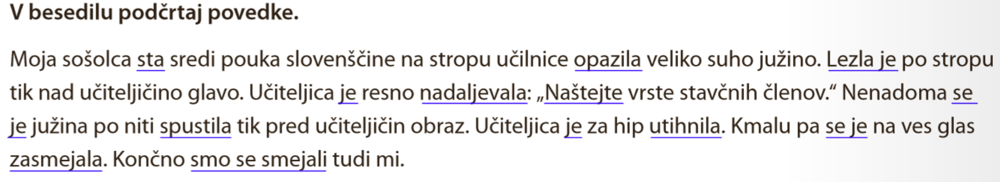 V besedilu podčrtaj povedke.
Moja sošolca sta sredi pouka slovenščine na stropu učilnice opazila veliko suho južino. Lezla je po stropu
tik nad učiteljičino glavo. Učiteljica je resno nadaljevala: „Naštejte vrste stavčnih členov.“ Nenadoma se
je južina po niti spustila tik pred učiteljičin obraz. Učiteljica je za hip utihnila. Kmalu pa se je na ves glas
zasmejala. Končno smo se smejali tudi mi.